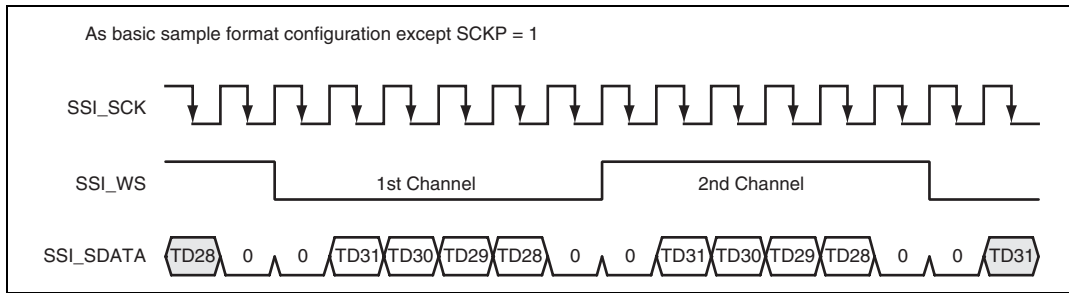 As basic sample format configuration except SCKP = 1
SSI_SCK
SSI_WS 1st Channel 2nd Channel
SSI_SDATA TD28 0 0 TD31 TD30 TD29 TD28 0 0 TD31 TD30 TD29 TD28 0 0 TD31